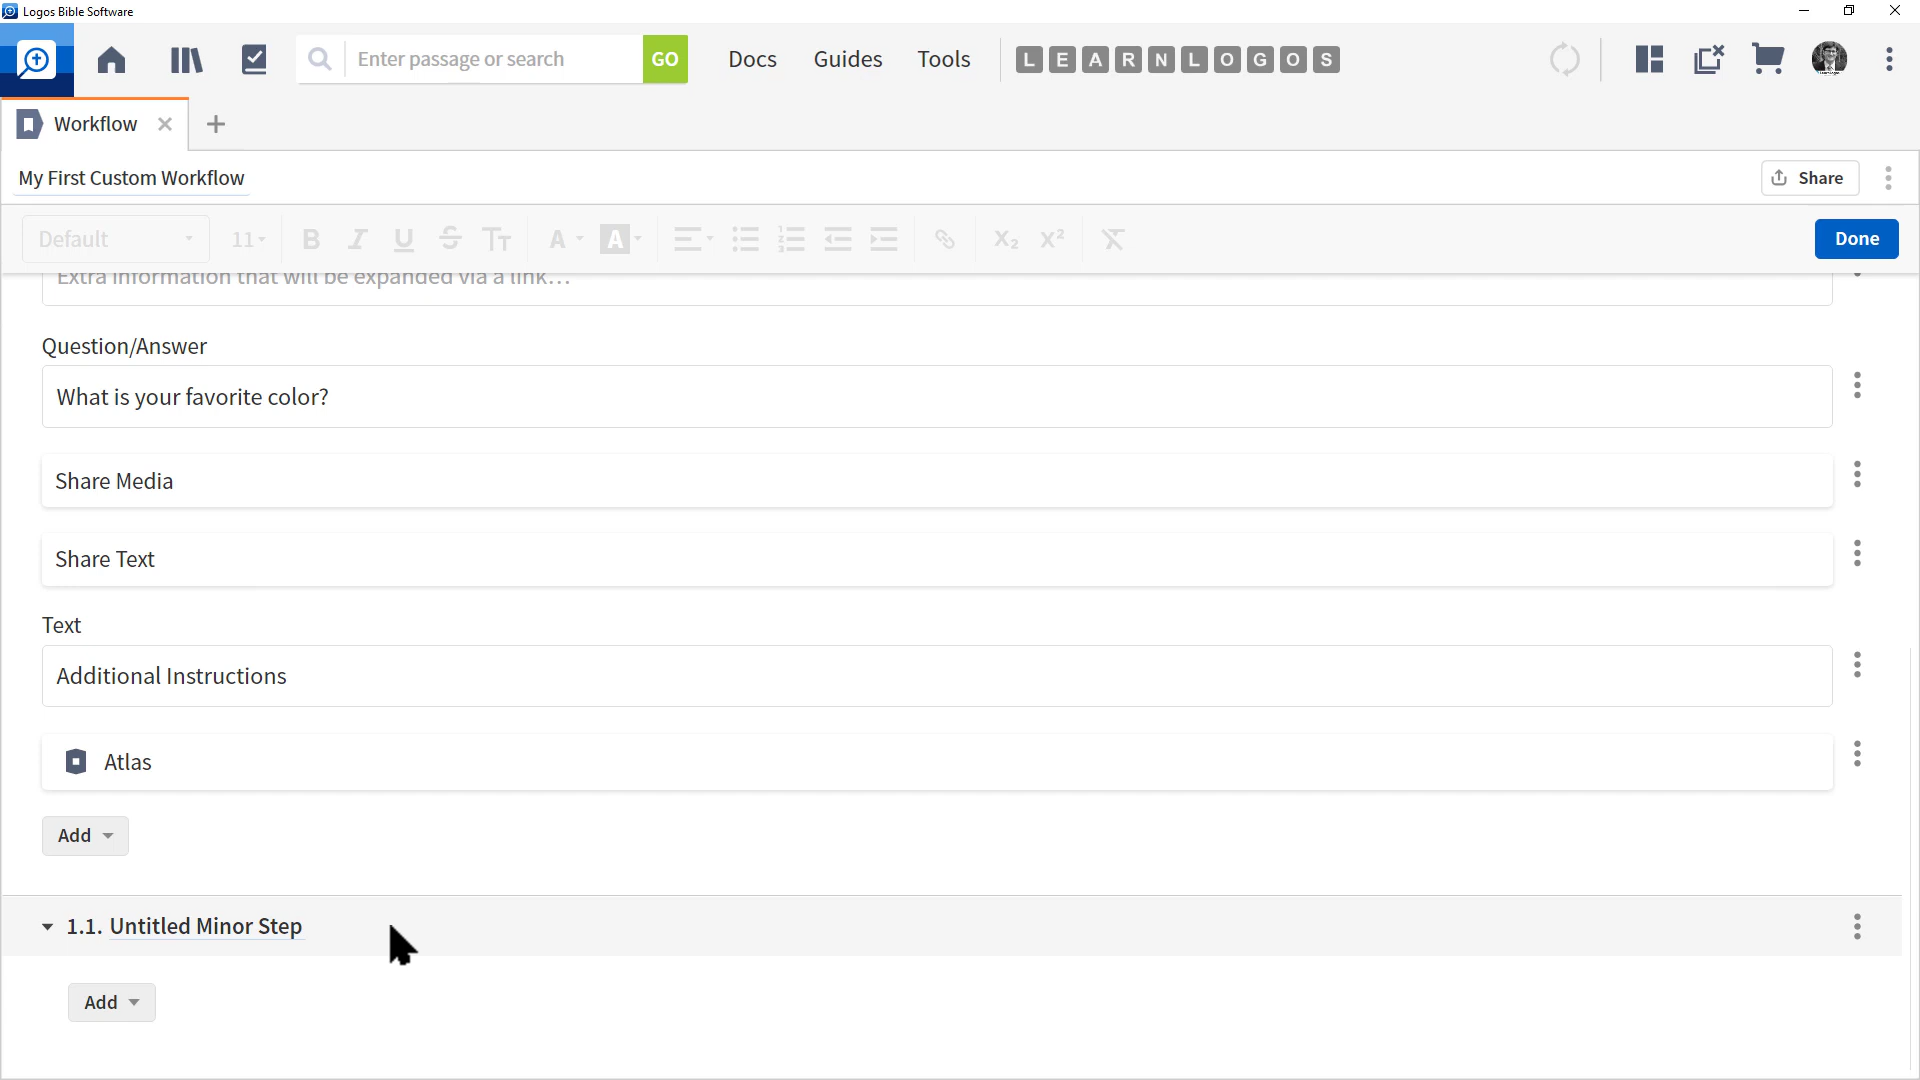 Logos Bible Software
Enter passage or search GO Docs Guides Tools L E A R N L O G O S
Workflow
My First Custom Workflow Share
Default 11 Done
Extra information that will be expanded via a link...
Question/Answer
What is your favorite color?
Share Media
Share Text
Text
Additional Instructions
Atlas
Add
1.1. Untitled Minor Step
Add